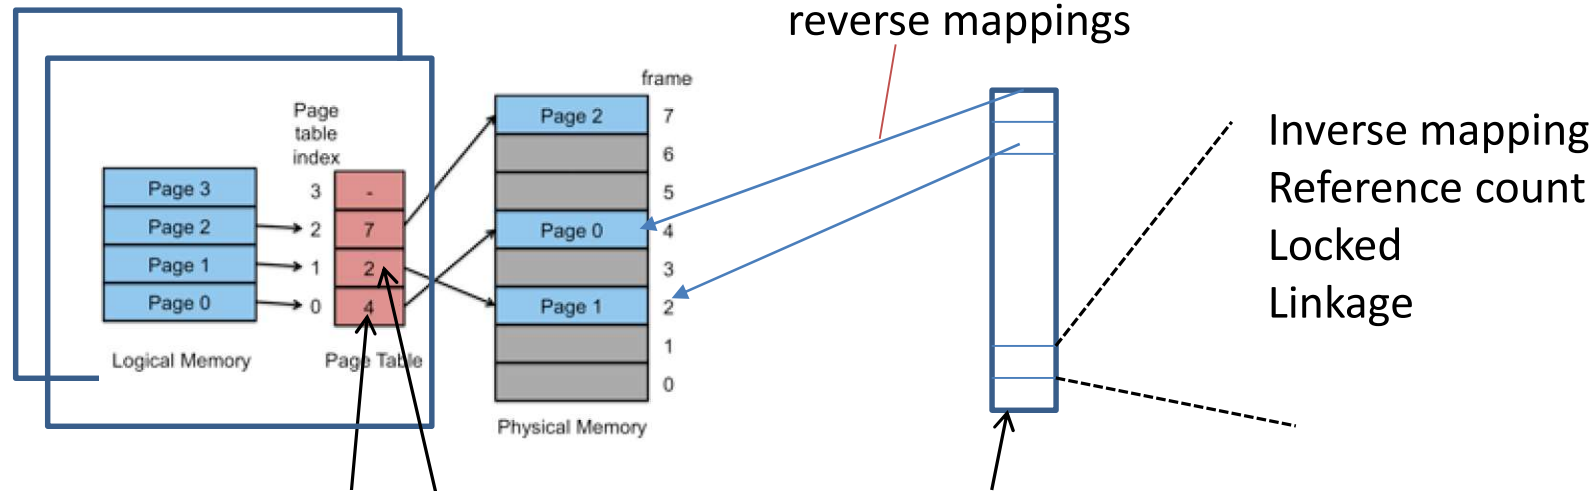 reverse mappings
frame
Page
table
index
Page 3
Page 2
Page 1
Page 0
3
2
1
0
-
7
2
4
Logical Memory
Page Table
Page 2
Page 0
Page 1
7
6
5
4
3
2
1
0
Physical Memory
Inverse mapping
Reference count
Locked
Linkage